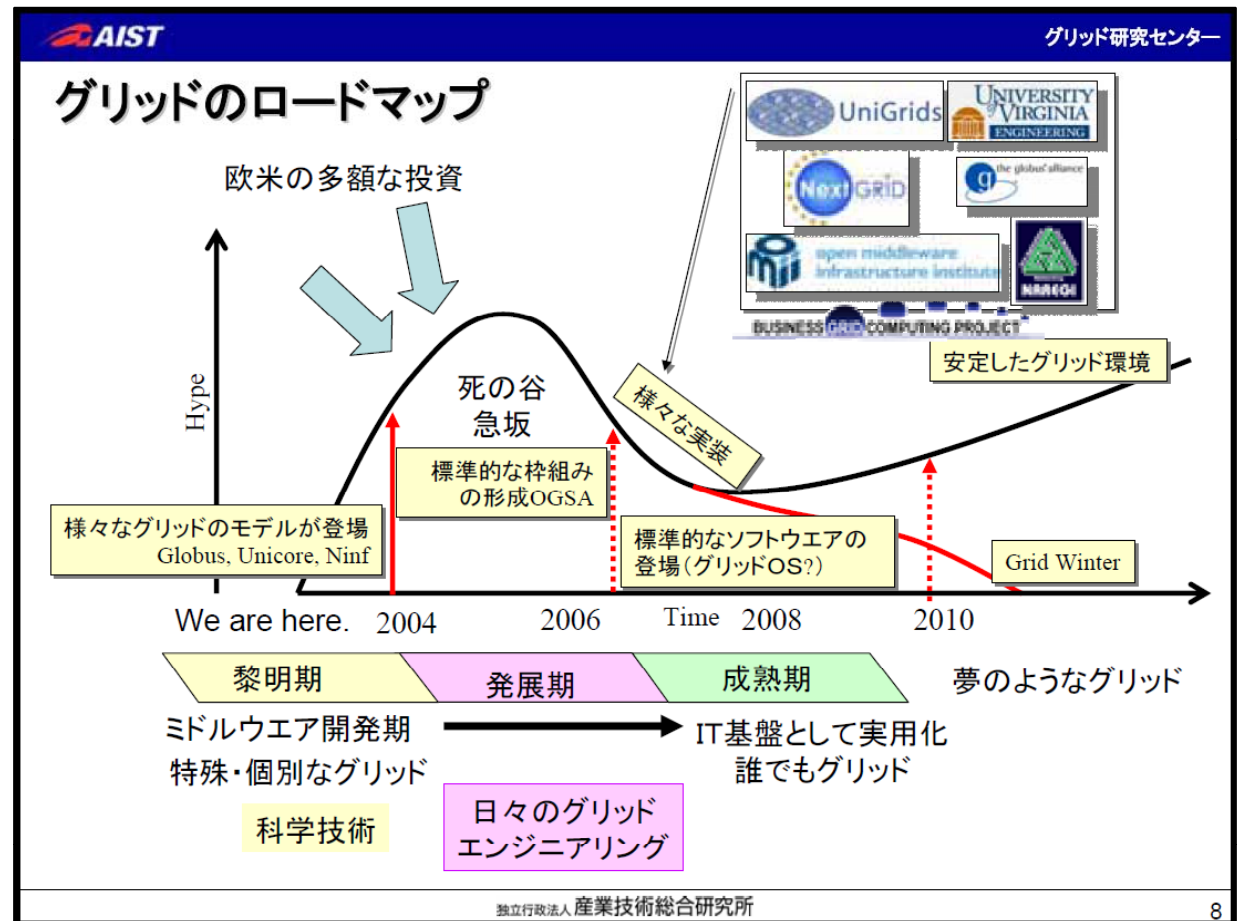 AIST
グリッド研究センター
グリッドのロードマップ
欧米の多額な投資
UniGrids
UNIVERSITY
of VIRGINIA
ENGINEERING
NextGRID
the globus alliance
open middleware
infrastructure institute
NAREGI
BUSINESS GRID COMPUTING PROJECT
安定したグリッド環境
Hype
死の谷
急坂
様々な実装
標準的な枠組み
の形成OGSA
様々なグリッドのモデルが登場
Globus, Unicore, Ninf
標準的なソフトウエアの
登場(グリッドOS?)
Grid Winter
We are here.
2004
2006
Time
2008
2010
黎明期
発展期
成熟期
夢のようなグリッド
ミドルウエア開発期
特殊・個別なグリッド
IT基盤として実用化
誰でもグリッド
科学技術
日々のグリッド
エンジニアリング
独立行政法人 産業技術総合研究所
8